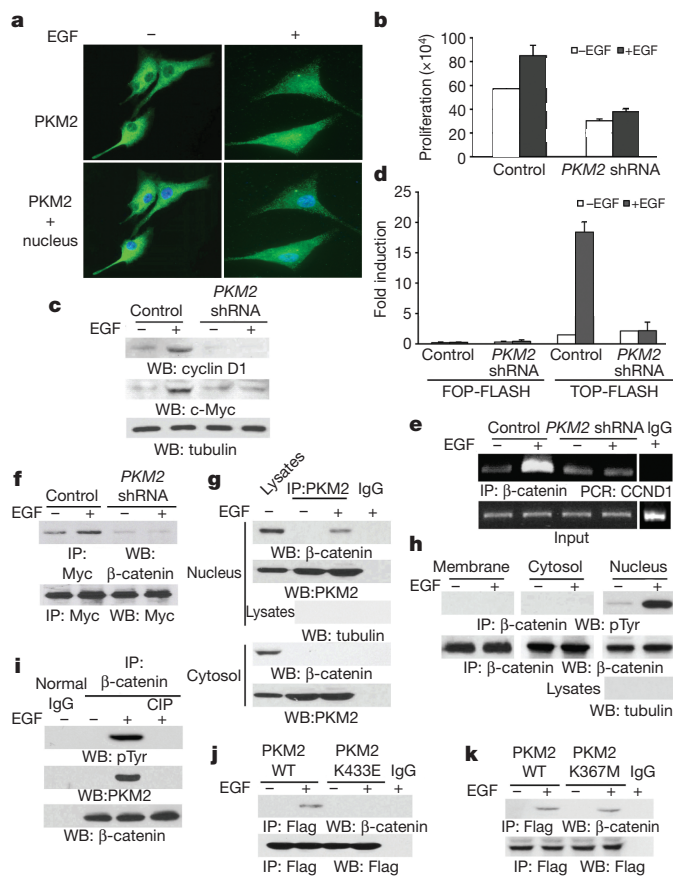 a
EGF
–
+
PKM2
PKM2
+
nucleus
b
Proliferation (×10⁴)
100
80
60
40
20
0
–EGF
+EGF
Control
PKM2 shRNA
c
Control
PKM2
shRNA
EGF – + – +
WB: cyclin D1
WB: c-Myc
WB: tubulin
d
Fold induction
25
20
15
10
5
0
–EGF
+EGF
Control
PKM2
shRNA
Control
PKM2
shRNA
FOP-FLASH
TOP-FLASH
e
Control PKM2 shRNA IgG
EGF – + – + +
IP: β-catenin PCR: CCND1
Input
f
Control
PKM2
shRNA
EGF – + – +
IP: WB:
Myc β-catenin
IP: Myc WB: Myc
g
Lysates
IP:PKM2
IgG
EGF – – + +
WB: β-catenin
Nucleus
WB:PKM2
Lysates
WB: tubulin
Cytosol
WB: β-catenin
WB:PKM2
h
Membrane Cytosol Nucleus
EGF – + – + – +
IP: β-catenin WB: pTyr
IP: β-catenin WB: β-catenin
Lysates
WB: tubulin
i
IP:
β-catenin
Normal
IgG
CIP
EGF – – + +
WB: pTyr
WB:PKM2
WB: β-catenin
j
PKM2 PKM2
WT K433E IgG
EGF – + – + +
IP: Flag WB: β-catenin
IP: Flag WB: Flag
k
PKM2 PKM2
WT K367M IgG
EGF – + – + +
IP: Flag WB: β-catenin
IP: Flag WB: Flag